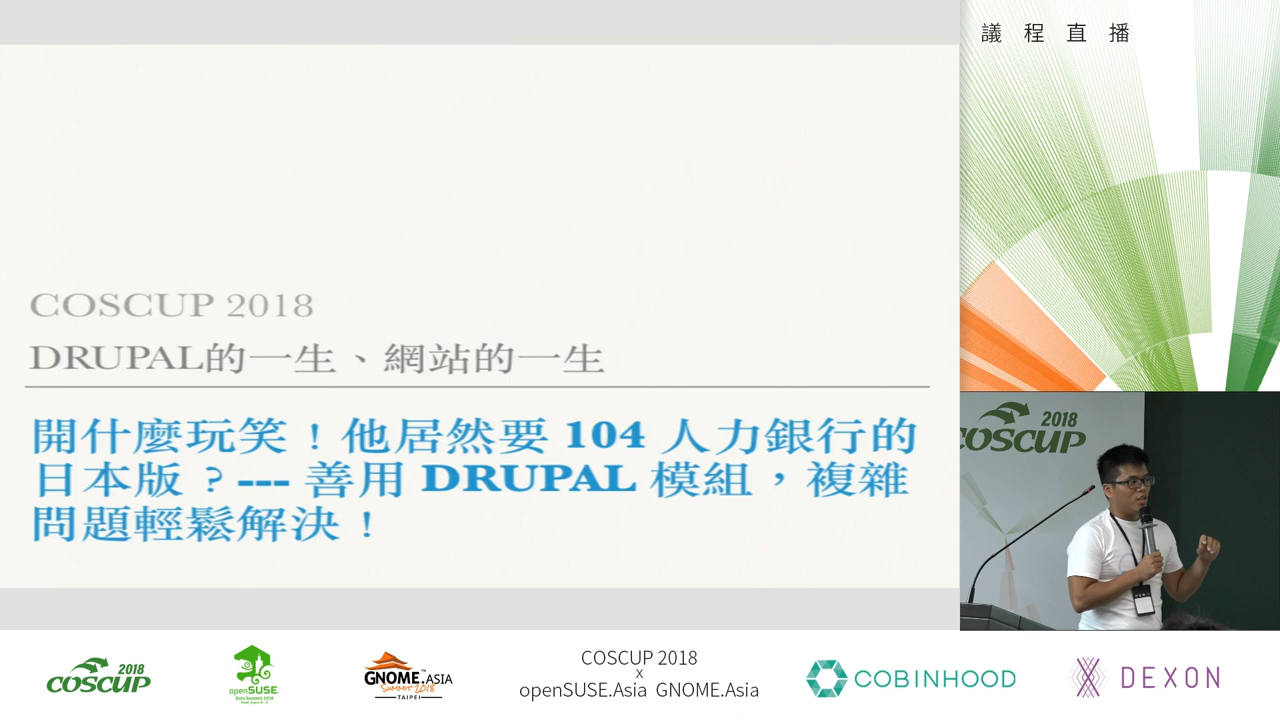 議程直播
COSCUP 2018
DRUPAL的一生、網站的一生
開什麼玩笑！他居然要 104 人力銀行的
日本版？--- 善用 DRUPAL 模組，複雜
問題輕鬆解決！
2018
COSCUP
2018
COSCUP
openSUSE
GNOME.ASIA
SUMMIT 2018
TAIPEI
COSCUP 2018
x
openSUSE.Asia GNOME.Asia
COBINHOOD
DEXON